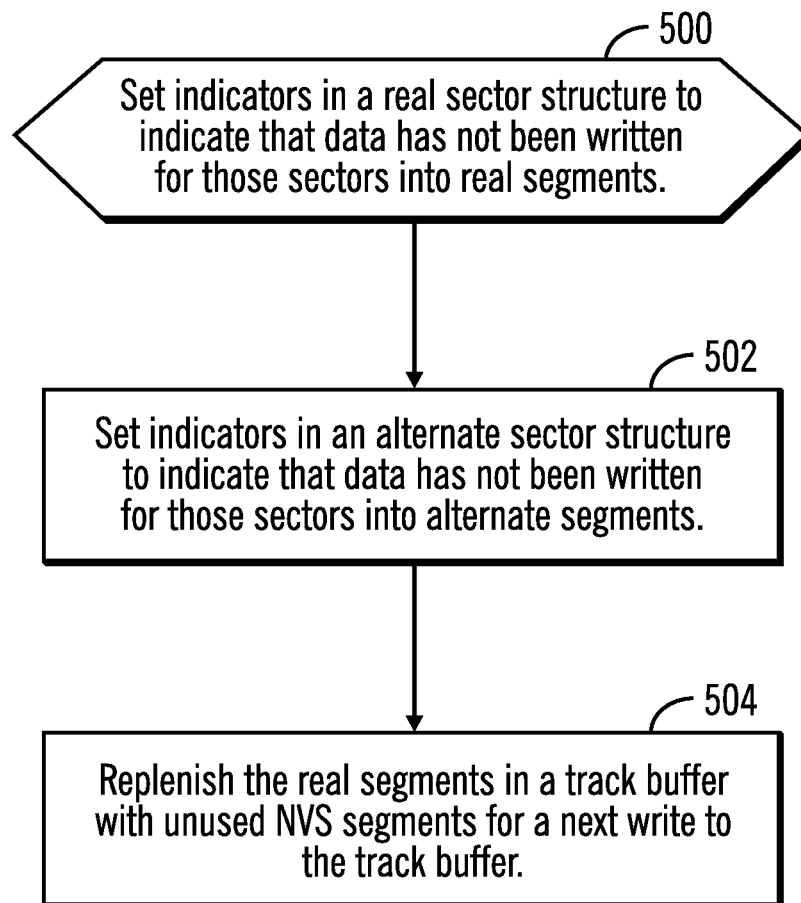 500
Set indicators in a real sector structure to
indicate that data has not been written
for those sectors into real segments.
502
Set indicators in an alternate sector structure
to indicate that data has not been written
for those sectors into alternate segments.
504
Replenish the real segments in a track buffer
with unused NVS segments for a next write to
the track buffer.